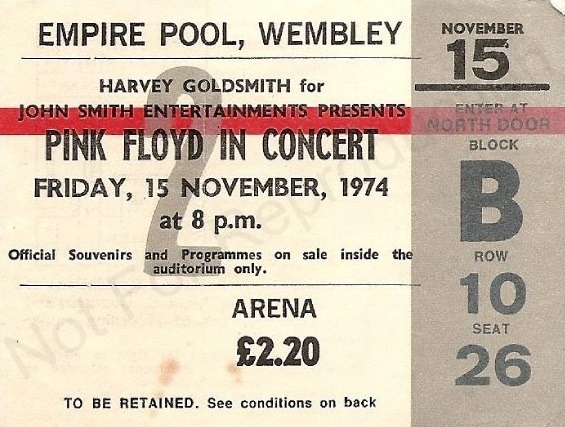 EMPIRE POOL, WEMBLEY
HARVEY GOLDSMITH for
JOHN SMITH ENTERTAINMENTS PRESENTS
PINK FLOYD IN CONCERT
FRIDAY, 15 NOVEMBER, 1974
at 8 p.m.
Official Souvenirs and Programmes on sale inside the
auditorium only.
2
ARENA
£2.20
TO BE RETAINED. See conditions on back
NOVEMBER
15
ENTER AT
NORTH DOOR
BLOCK
B
ROW
10
SEAT
26